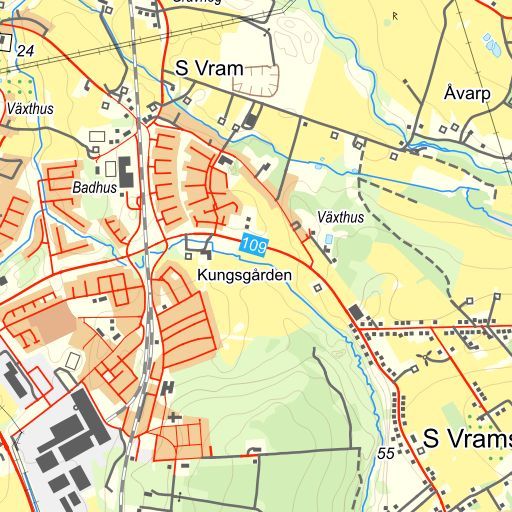 24
S Vram
Åvarp
Växthus
Badhus
Växthus
109
Kungsgården
S Vrams
55